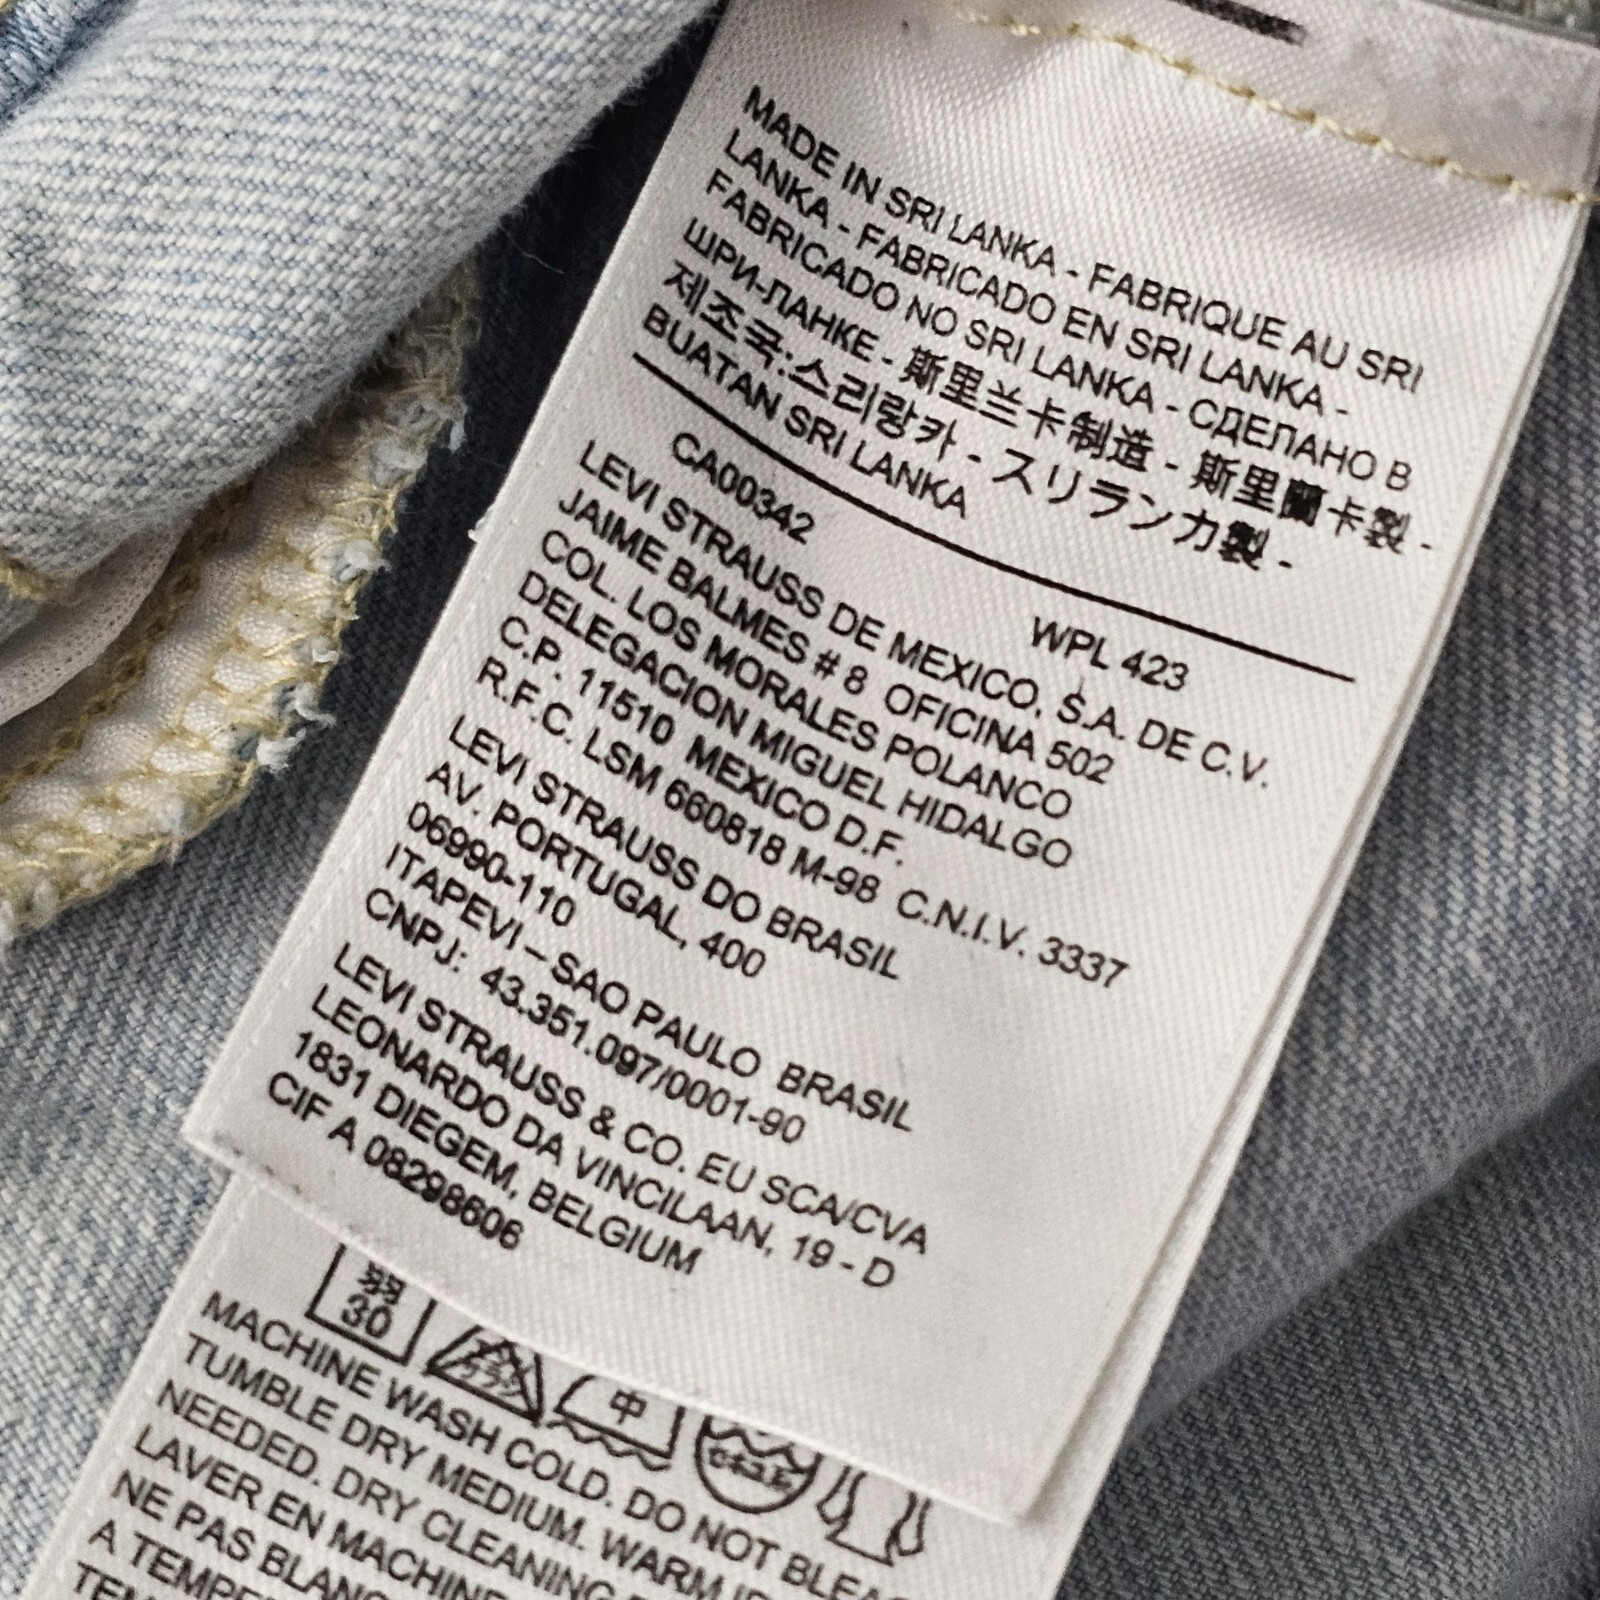 MADE IN SRI LANKA - FABRIQUE AU SRI
LANKA - FABRICADO EN SRI LANKA -
FABRICADO NO SRI LANKA - СДЕЛАНО В
ШРИ-ЛАНКЕ - 斯里兰卡制造 - 斯里蘭卡製 -
제조국:스리랑카 - スリランカ製 -
BUATAN SRI LANKA
CA00342 WPL 423
LEVI STRAUSS DE MEXICO, S.A. DE C.V.
JAIME BALMES # 8 OFICINA 502
COL. LOS MORALES POLANCO
DELEGACION MIGUEL HIDALGO
C.P. 11510 MEXICO D.F.
R.F.C. LSM 660818 M-98 C.N.I.V. 3337
LEVI STRAUSS DO BRASIL
AV. PORTUGAL, 400
06990-110
ITAPEVI – SAO PAULO BRASIL
CNPJ: 43.351.097/0001-90
LEVI STRAUSS & CO. EU SCA/CVA
LEONARDO DA VINCILAAN, 19 - D
1831 DIEGEM, BELGIUM
CIF A 08298606
弱
30
中
MACHINE WASH COLD. DO NOT
TUMBLE DRY MEDIUM. WARM
NEEDED. DRY CLEANING
LAVER EN MACHINE
NE PAS
A